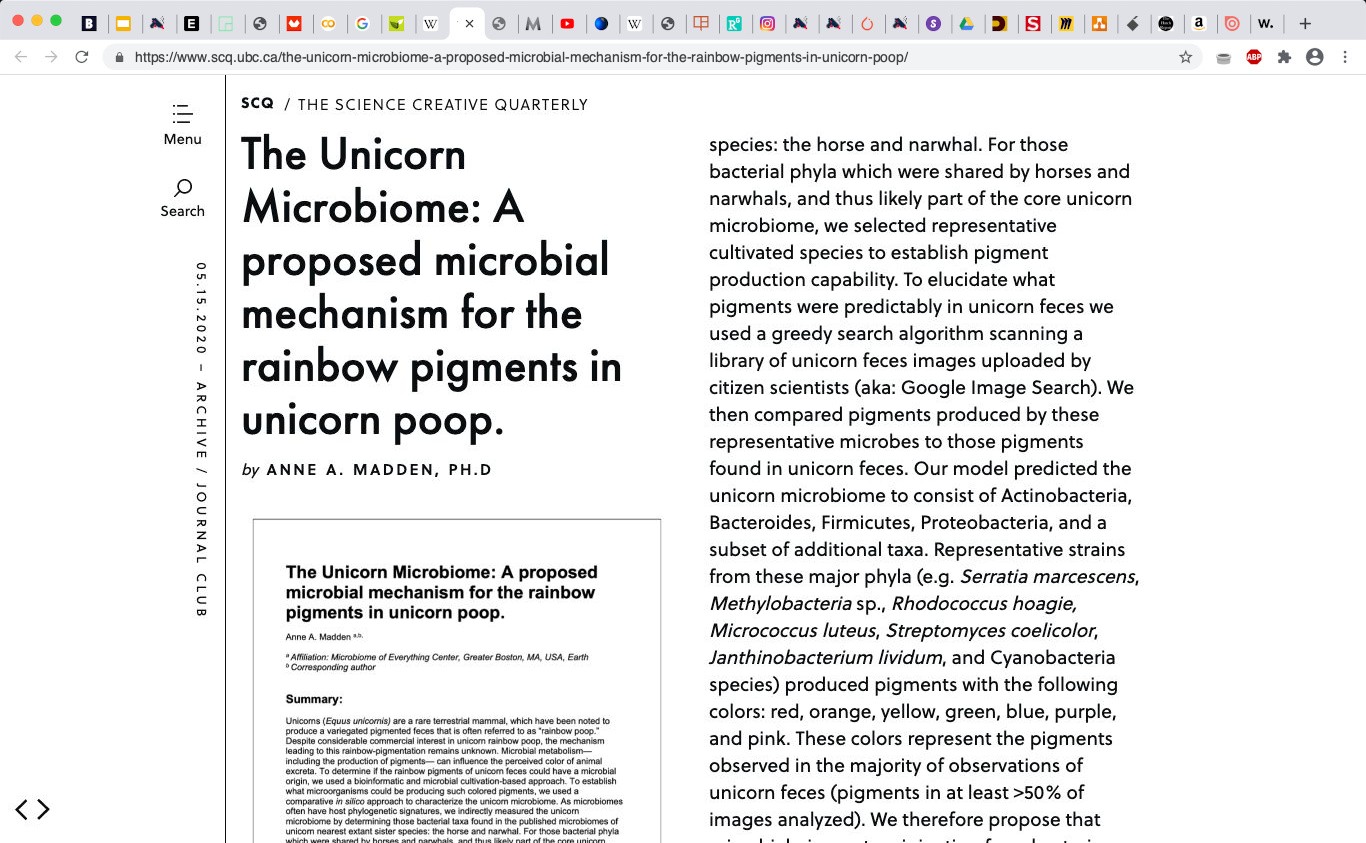 https://www.scq.ubc.ca/the-unicorn-microbiome-a-proposed-microbial-mechanism-for-the-rainbow-pigments-in-unicorn-poop/
Menu
Search
05.15.2020 – ARCHIVE / JOURNAL CLUB
SCQ / THE SCIENCE CREATIVE QUARTERLY
The Unicorn
Microbiome: A
proposed microbial
mechanism for the
rainbow pigments in
unicorn poop.
by ANNE A. MADDEN, PH.D
The Unicorn Microbiome: A proposed
microbial mechanism for the rainbow
pigments in unicorn poop.
Anne A. Madden a,b,
a Affiliation: Microbiome of Everything Center, Greater Boston, MA, USA, Earth
b Corresponding author
Summary:
Unicorns (Equus unicornis) are a rare terrestrial mammal, which have been noted to
produce a variegated pigmented feces that is often referred to as "rainbow poop."
Despite considerable commercial interest in unicorn rainbow poop, the mechanism
leading to this rainbow-pigmentation remains unknown. Microbial metabolism—
including the production of pigments— can influence the perceived color of animal
excreta. To determine if the rainbow pigments of unicorn feces could have a microbial
origin, we used a bioinformatic and microbial cultivation-based approach. To establish
what microorganisms could be producing such colored pigments, we used a
comparative in silico approach to characterize the unicorn microbiome. As microbiomes
often have host phylogenetic signatures, we indirectly measured the unicorn
microbiome by determining those bacterial taxa found in the published microbiomes of
unicorn nearest extant sister species: the horse and narwhal. For those bacterial phyla
which were shared by horses and narwhals, and thus likely part of the core unicorn
species: the horse and narwhal. For those
bacterial phyla which were shared by horses and
narwhals, and thus likely part of the core unicorn
microbiome, we selected representative
cultivated species to establish pigment
production capability. To elucidate what
pigments were predictably in unicorn feces we
used a greedy search algorithm scanning a
library of unicorn feces images uploaded by
citizen scientists (aka: Google Image Search). We
then compared pigments produced by these
representative microbes to those pigments
found in unicorn feces. Our model predicted the
unicorn microbiome to consist of Actinobacteria,
Bacteroides, Firmicutes, Proteobacteria, and a
subset of additional taxa. Representative strains
from these major phyla (e.g. Serratia marcescens,
Methylobacteria sp., Rhodococcus hoagie,
Micrococcus luteus, Streptomyces coelicolor,
Janthinobacterium lividum, and Cyanobacteria
species) produced pigments with the following
colors: red, orange, yellow, green, blue, purple,
and pink. These colors represent the pigments
observed in the majority of observations of
unicorn feces (pigments in at least >50% of
images analyzed). We therefore propose that